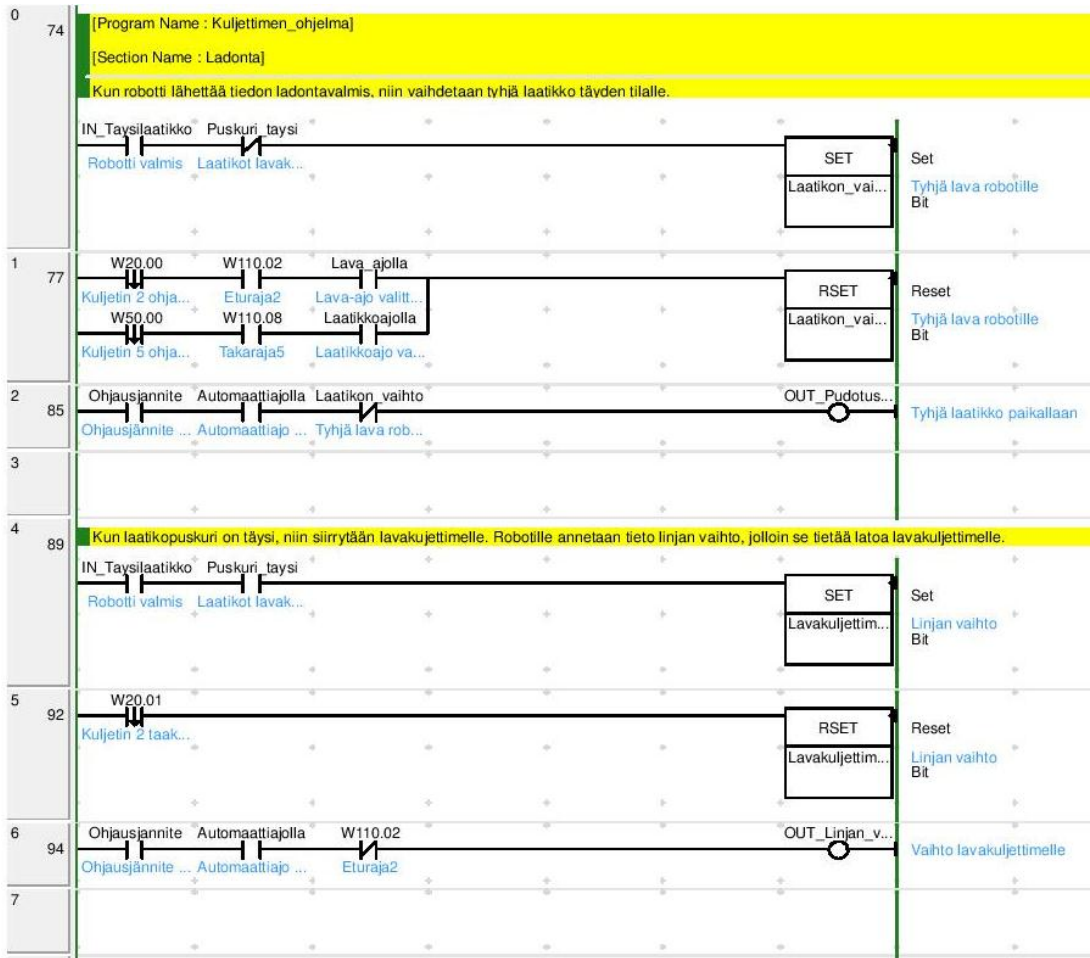 0
74
[Program Name : Kuljettimen_ohjelma]
[Section Name : Ladonta]
Kun robotti lähettää tiedon ladontavalmis, niin vaihdetaan tyhjä laatikko täyden tilalle.
IN_Taysilaatikko Puskuri_taysi
Robotti valmis Laatikot lavak...
SET Set
Laatikon_vai... Tyhjä lava robotille
Bit
1
77
W20.00 W110.02 Lava_ajolla
Kuljetin 2 ohja... Eturaja2 Lava-ajo valitt...
RSET Reset
W50.00 W110.08 Laatikkoajolla
Laatikon_vai... Tyhjä lava robotille
Bit
Kuljetin 5 ohja... Takaraja5 Laatikkoajo va...
2
85
Ohjausjannite Automaattiajolla Laatikon_vaihto OUT_Pudotus...
Tyhjä laatikko paikallaan
Ohjausjännite ... Automaattiajo ... Tyhjä lava rob...
3
4
89
Kun laatikopuskuri on täysi, niin siirrytään lavakujettimelle. Robotille annetaan tieto linjan vaihto, jolloin se tietää latoa lavakuljettimelle.
IN_Taysilaatikko Puskuri_taysi
Robotti valmis Laatikot lavak...
SET Set
Lavakuljettim... Linjan vaihto
Bit
5
92
W20.01
Kuljetin 2 taak...
RSET Reset
Lavakuljettim... Linjan vaihto
Bit
6
94
Ohjausjannite Automaattiajolla W110.02 OUT_Linjan_v...
Vaihto lavakuljettimelle
Ohjausjännite ... Automaattiajo ... Eturaja2
7